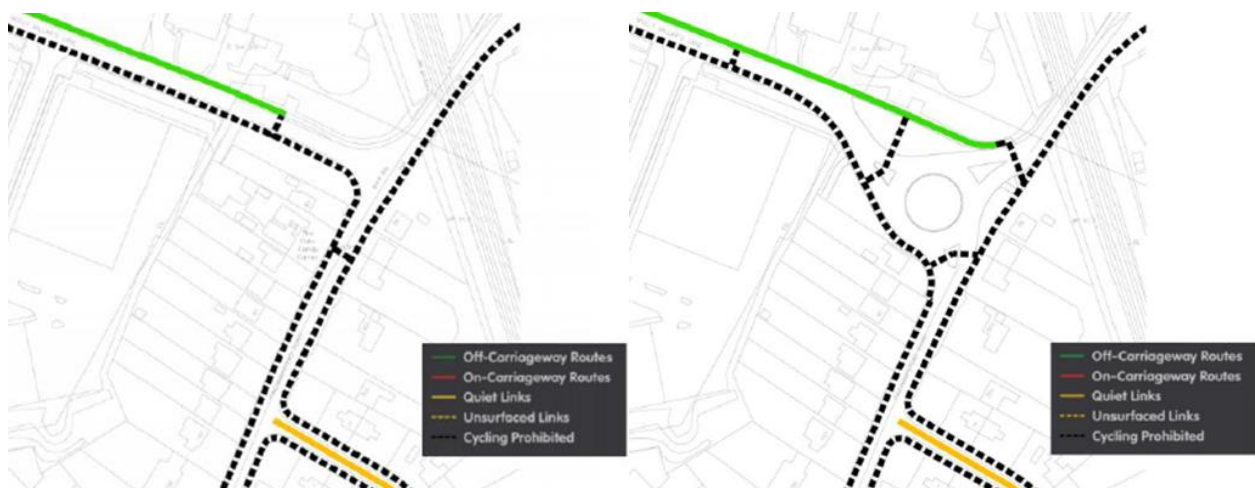 Off-Carriageway Routes
On-Carriageway Routes
Quiet Links
Unsurfaced Links
Cycling Prohibited
Off-Carriageway Routes
On-Carriageway Routes
Quiet Links
Unsurfaced Links
Cycling Prohibited